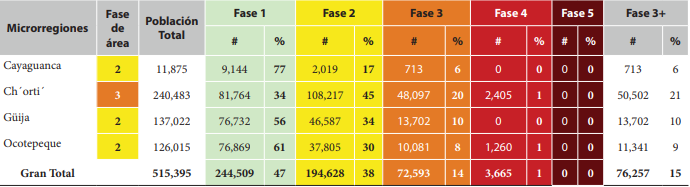 Microrregiones Fase de área Población Total Fase 1 Fase 2 Fase 3 Fase 4 Fase 5 Fase 3+
# % # % # % # % # % # %
Cayaguanca 2 11,875 9,144 77 2,019 17 713 6 0 0 0 0 713 6
Ch´orti´ 3 240,483 81,764 34 108,217 45 48,097 20 2,405 1 0 0 50,502 21
Güija 2 137,022 76,732 56 46,587 34 13,702 10 0 0 0 0 13,702 10
Ocotepeque 2 126,015 76,869 61 37,805 30 10,081 8 1,260 1 0 0 11,341 9
Gran Total 515,395 244,509 47 194,628 38 72,593 14 3,665 1 0 0 76,257 15